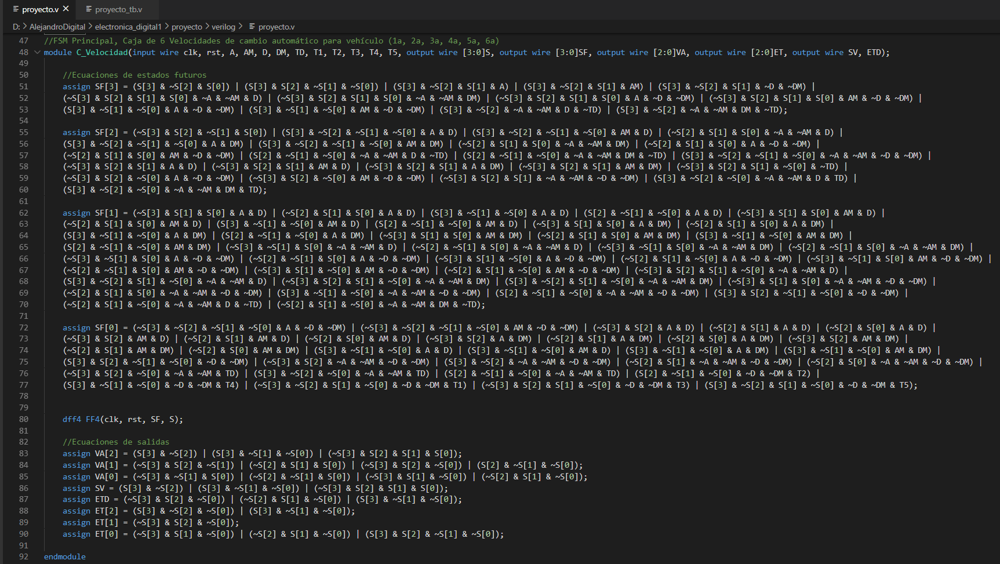 proyecto.v
proyecto_tb.v
D: > AlejandroDigital > electronica_digital1 > proyecto > verilog > proyecto.v
47 //FSM Principal, Caja de 6 Velocidades de cambio automático para vehículo (1a, 2a, 3a, 4a, 5a, 6a)
48 module C_Velocidad(input wire clk, rst, A, AM, D, DM, TD, T1, T2, T3, T4, T5, output wire [3:0]S, output wire [3:0]SF, output wire [2:0]VA, output wire [2:0]ET, output wire SV, ETD);
49
50 //Ecuaciones de estados futuros
51 assign SF[3] = (S[3] & ~S[2] & S[0]) | (S[3] & S[2] & ~S[1] & ~S[0]) | (S[3] & ~S[2] & S[1] & A) | (S[3] & ~S[2] & S[1] & AM) | (S[3] & ~S[2] & S[1] & ~D & ~DM) |
52 (~S[3] & S[2] & S[1] & S[0] & ~A & ~AM & D) | (~S[3] & S[2] & S[1] & S[0] & ~A & ~AM & DM) | (~S[3] & S[2] & S[1] & S[0] & A & ~D & ~DM) | (~S[3] & S[2] & S[1] & S[0] & AM & ~D & ~DM) |
53 (S[3] & ~S[1] & ~S[0] & A & ~D & ~DM) | (S[3] & ~S[1] & ~S[0] & AM & ~D & ~DM) | (S[3] & ~S[2] & ~A & ~AM & D & ~TD) | (S[3] & ~S[2] & ~A & ~AM & DM & ~TD);
54
55 assign SF[2] = (~S[3] & S[2] & ~S[1] & S[0]) | (S[3] & ~S[2] & ~S[1] & ~S[0] & A & D) | (S[3] & ~S[2] & ~S[1] & ~S[0] & AM & D) | (~S[2] & S[1] & S[0] & ~A & ~AM & D) |
56 (S[3] & ~S[2] & ~S[1] & ~S[0] & A & DM) | (S[3] & ~S[2] & ~S[1] & ~S[0] & AM & DM) | (~S[2] & S[1] & S[0] & ~A & ~AM & DM) | (~S[2] & S[1] & S[0] & A & ~D & ~DM) |
57 (~S[2] & S[1] & S[0] & AM & ~D & ~DM) | (S[2] & ~S[1] & ~S[0] & ~A & ~AM & D & ~TD) | (S[2] & ~S[1] & ~S[0] & ~A & ~AM & DM & ~TD) | (S[3] & ~S[2] & ~S[1] & ~S[0] & ~A & ~AM & ~D & ~DM) |
58 (~S[3] & S[2] & S[1] & A & D) | (~S[3] & S[2] & S[1] & AM & D) | (~S[3] & S[2] & S[1] & A & DM) | (~S[3] & S[2] & S[1] & AM & DM) | (~S[3] & S[2] & S[1] & ~S[0] & ~TD) |
59 (~S[3] & S[2] & ~S[0] & A & ~D & ~DM) | (~S[3] & S[2] & ~S[0] & AM & ~D & ~DM) | (~S[3] & S[2] & S[1] & ~A & ~AM & ~D & ~DM) | (S[3] & ~S[2] & ~S[0] & ~A & ~AM & D & TD) |
60 (S[3] & ~S[2] & ~S[0] & ~A & ~AM & DM & TD);
61
62 assign SF[1] = (~S[3] & S[1] & S[0] & A & D) | (~S[2] & S[1] & S[0] & A & D) | (S[3] & ~S[1] & ~S[0] & A & D) | (S[2] & ~S[1] & ~S[0] & A & D) | (~S[3] & S[1] & S[0] & AM & D) |
63 (~S[2] & S[1] & S[0] & AM & D) | (S[3] & ~S[1] & ~S[0] & AM & D) | (S[2] & ~S[1] & ~S[0] & AM & D) | (~S[3] & S[1] & S[0] & A & DM) | (~S[2] & S[1] & S[0] & A & DM) |
64 (S[3] & ~S[1] & ~S[0] & A & DM) | (S[2] & ~S[1] & ~S[0] & A & DM) | (~S[3] & S[1] & S[0] & AM & DM) | (~S[2] & S[1] & S[0] & AM & DM) | (S[3] & ~S[1] & ~S[0] & AM & DM) |
65 (S[2] & ~S[1] & ~S[0] & AM & DM) | (~S[3] & ~S[1] & S[0] & ~A & ~AM & D) | (~S[2] & ~S[1] & S[0] & ~A & ~AM & D) | (~S[3] & ~S[1] & S[0] & ~A & ~AM & DM) | (~S[2] & ~S[1] & S[0] & ~A & ~AM & DM) |
66 (~S[3] & ~S[1] & S[0] & A & ~D & ~DM) | (~S[2] & ~S[1] & S[0] & A & ~D & ~DM) | (~S[3] & S[1] & ~S[0] & A & ~D & ~DM) | (~S[2] & S[1] & ~S[0] & A & ~D & ~DM) | (~S[3] & ~S[1] & S[0] & AM & ~D & ~DM) |
67 (~S[2] & ~S[1] & S[0] & AM & ~D & ~DM) | (~S[3] & S[1] & ~S[0] & AM & ~D & ~DM) | (~S[2] & S[1] & ~S[0] & AM & ~D & ~DM) | (~S[3] & S[2] & S[1] & ~S[0] & ~A & ~AM & D) |
68 (S[3] & ~S[2] & S[1] & ~S[0] & ~A & ~AM & D) | (~S[3] & S[2] & S[1] & ~S[0] & ~A & ~AM & DM) | (S[3] & ~S[2] & S[1] & ~S[0] & ~A & ~AM & DM) | (~S[3] & S[1] & S[0] & ~A & ~AM & ~D & ~DM) |
69 (~S[2] & S[1] & S[0] & ~A & ~AM & ~D & ~DM) | (S[3] & ~S[1] & ~S[0] & ~A & ~AM & ~D & ~DM) | (S[2] & ~S[1] & ~S[0] & ~A & ~AM & ~D & ~DM) | (S[3] & S[2] & ~S[1] & ~S[0] & ~D & ~DM) |
70 (~S[2] & S[1] & ~S[0] & ~A & ~AM & D & ~TD) | (~S[2] & S[1] & ~S[0] & ~A & ~AM & DM & ~TD);
71
72 assign SF[0] = (~S[3] & ~S[2] & ~S[1] & ~S[0] & A & ~D & ~DM) | (~S[3] & ~S[2] & ~S[1] & ~S[0] & AM & ~D & ~DM) | (~S[3] & S[2] & A & D) | (~S[2] & S[1] & A & D) | (~S[2] & S[0] & A & D) |
73 (~S[3] & S[2] & AM & D) | (~S[2] & S[1] & AM & D) | (~S[2] & S[0] & AM & D) | (~S[3] & S[2] & A & DM) | (~S[2] & S[1] & A & DM) | (~S[2] & S[0] & A & DM) | (~S[3] & S[2] & AM & DM) |
74 (~S[2] & S[1] & AM & DM) | (~S[2] & S[0] & AM & DM) | (S[3] & ~S[1] & ~S[0] & A & D) | (S[3] & ~S[1] & ~S[0] & AM & D) | (S[3] & ~S[1] & ~S[0] & A & DM) | (S[3] & ~S[1] & ~S[0] & AM & DM) |
75 (S[3] & S[2] & ~S[1] & ~S[0] & ~D & ~DM) | (~S[3] & S[2] & ~A & ~AM & ~D & ~DM) | (S[3] & ~S[2] & ~A & ~AM & ~D & ~DM) | (~S[2] & S[1] & ~A & ~AM & ~D & ~DM) | (~S[2] & S[0] & ~A & ~AM & ~D & ~DM) |
76 (~S[3] & S[2] & ~S[0] & ~A & ~AM & TD) | (S[3] & ~S[2] & ~S[0] & ~A & ~AM & TD) | (S[2] & ~S[1] & ~S[0] & ~A & ~AM & TD) | (S[2] & ~S[1] & ~S[0] & ~D & ~DM & T2) |
77 (S[3] & ~S[1] & ~S[0] & ~D & ~DM & T4) | (~S[3] & ~S[2] & S[1] & ~S[0] & ~D & ~DM & T1) | (~S[3] & S[2] & S[1] & ~S[0] & ~D & ~DM & T3) | (S[3] & ~S[2] & S[1] & ~S[0] & ~D & ~DM & T5);
78
79
80 dff4 FF4(clk, rst, SF, S);
81
82 //Ecuaciones de salidas
83 assign VA[2] = (S[3] & ~S[2]) | (S[3] & ~S[1] & ~S[0]) | (~S[3] & S[2] & S[1] & S[0]);
84 assign VA[1] = (~S[3] & S[2] & ~S[1]) | (~S[2] & S[1] & S[0]) | (~S[3] & S[2] & ~S[0]) | (S[2] & ~S[1] & ~S[0]);
85 assign VA[0] = (~S[3] & ~S[1] & S[0]) | (~S[2] & ~S[1] & S[0]) | (~S[3] & S[1] & ~S[0]) | (~S[2] & S[1] & ~S[0]);
86 assign SV = (S[3] & ~S[2]) | (S[3] & ~S[1] & ~S[0]) | (~S[3] & S[2] & S[1] & S[0]);
87 assign ETD = (~S[3] & S[2] & ~S[0]) | (~S[2] & S[1] & ~S[0]) | (S[3] & ~S[1] & ~S[0]);
88 assign ET[2] = (S[3] & ~S[2] & ~S[0]) | (S[3] & ~S[1] & ~S[0]);
89 assign ET[1] = (~S[3] & S[2] & ~S[0]);
90 assign ET[0] = (~S[3] & S[1] & ~S[0]) | (~S[2] & S[1] & ~S[0]) | (S[3] & S[2] & ~S[1] & ~S[0]);
91
92 endmodule